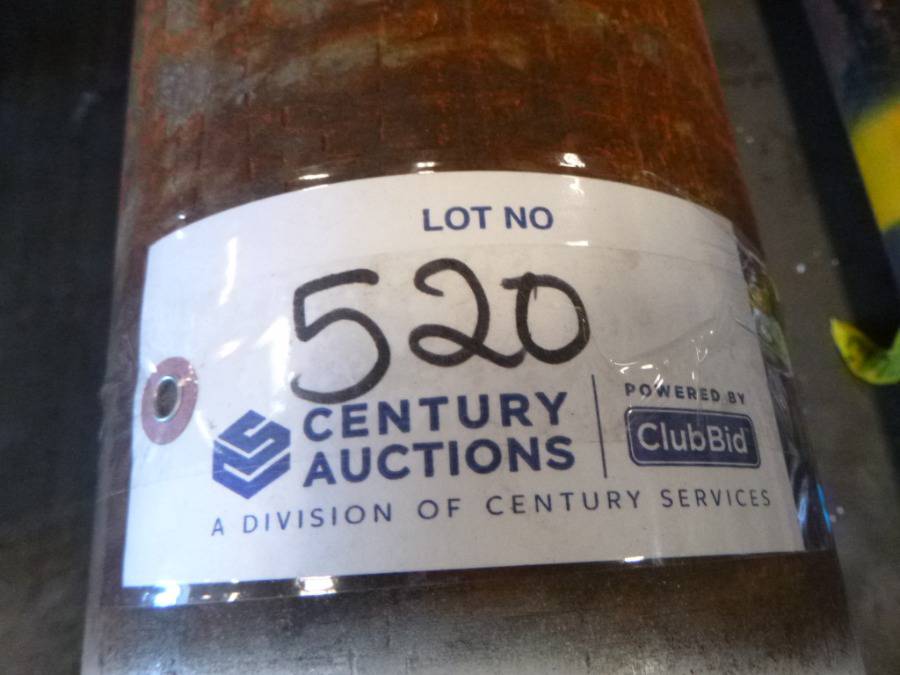 LOT NO
520
CENTURY
AUCTIONS
POWERED BY
ClubBid
A DIVISION OF CENTURY SERVICES